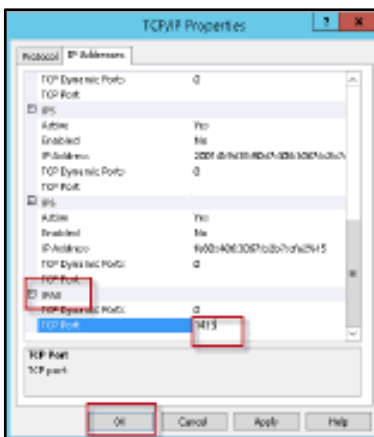 TCP/IP Properties
Protocol IP Addresses
TCP Dynamic Ports 0
TCP Port
IP5
Active Yes
Enabled No
IP Address
TCP Dynamic Ports 0
TCP Port
IP6
Active Yes
Enabled No
IP Address
TCP Dynamic Ports 0
TCP Port
IPAll
TCP Dynamic Ports 0
TCP Port
TCP Port
TCP port
OK Cancel Apply Help